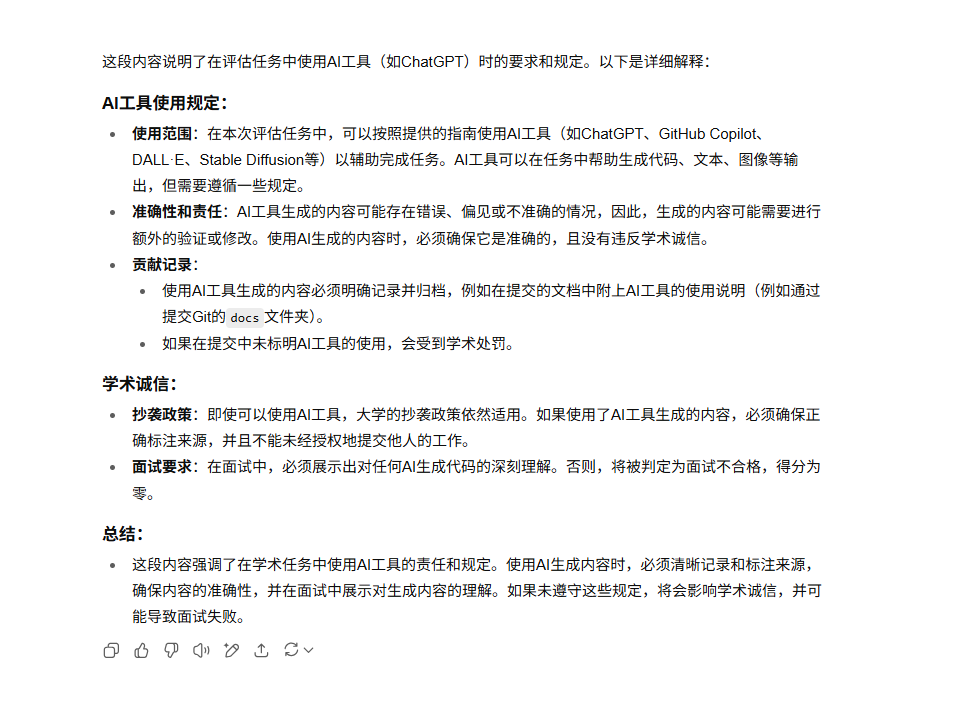 这段内容说明了在评估任务中使用AI工具（如ChatGPT）时的要求和规定。以下是详细解释：
AI工具使用规定：
使用范围：在本次评估任务中，可以按照提供的指南使用AI工具（如ChatGPT、GitHub Copilot、
DALL·E、Stable Diffusion等）以辅助完成任务。AI工具可以在任务中帮助生成代码、文本、图像等输
出，但需要遵循一些规定。
准确性和责任：AI工具生成的内容可能存在错误、偏见或不准确的情况，因此，生成的内容可能需要进行
额外的验证或修改。使用AI生成的内容时，必须确保它是准确的，且没有违反学术诚信。
贡献记录：
使用AI工具生成的内容必须明确记录并归档，例如在提交的文档中附上AI工具的使用说明（例如通过
提交Git的 docs 文件夹）。
如果在提交中未标明AI工具的使用，会受到学术处罚。
学术诚信：
抄袭政策：即使可以使用AI工具，大学的抄袭政策依然适用。如果使用了AI工具生成的内容，必须确保正
确标注来源，并且不能未经授权地提交他人的工作。
面试要求：在面试中，必须展示出对任何AI生成代码的深刻理解。否则，将被判定为面试不合格，得分为
零。
总结：
这段内容强调了在学术任务中使用AI工具的责任和规定。使用AI生成内容时，必须清晰记录和标注来源，
确保内容的准确性，并在面试中展示对生成内容的理解。如果未遵守这些规定，将会影响学术诚信，并可
能导致面试失败。